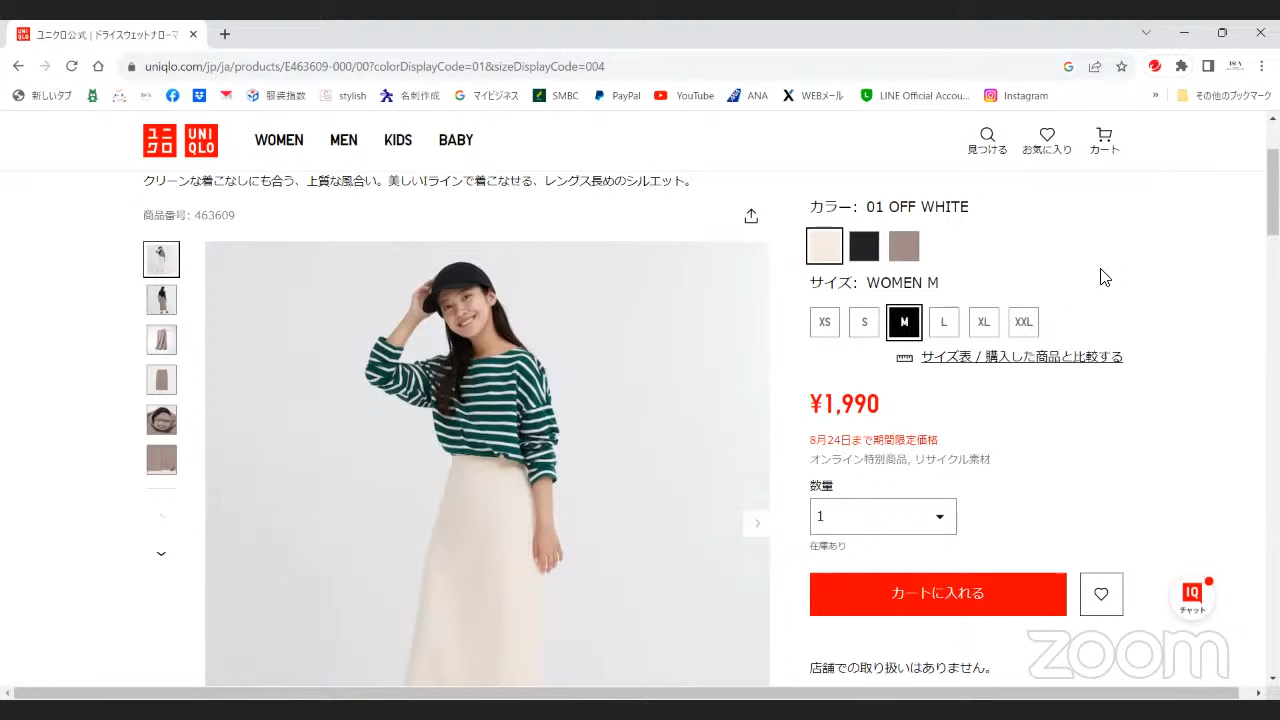 ユニクロ公式 | ドライスウェットナローマ
uniqlo.com/jp/ja/products/E463609-000/00?colorDisplayCode=01&sizeDisplayCode=004
新しいタブ
服装指数
stylish
名刺作成
マイビジネス
SMBC
PayPal
YouTube
ANA
WEBメール
LINE Official Accou...
Instagram
»
その他のブックマーク
ユニクロ
UNIQLO
WOMEN
MEN
KIDS
BABY
見つける
お気に入り
カート
クリーンな着こなしにも合う、上質な風合い。美しいIラインで着こなせる、レングス長めのシルエット。
商品番号: 463609
カラー: 01 OFF WHITE
サイズ: WOMEN M
XS
S
M
L
XL
XXL
サイズ表 / 購入した商品と比較する
¥1,990
8月24日まで期間限定価格
オンライン特別商品, リサイクル素材
数量
1
在庫あり
カートに入れる
IQ
チャット
店舗での取り扱いはありません。
zoom